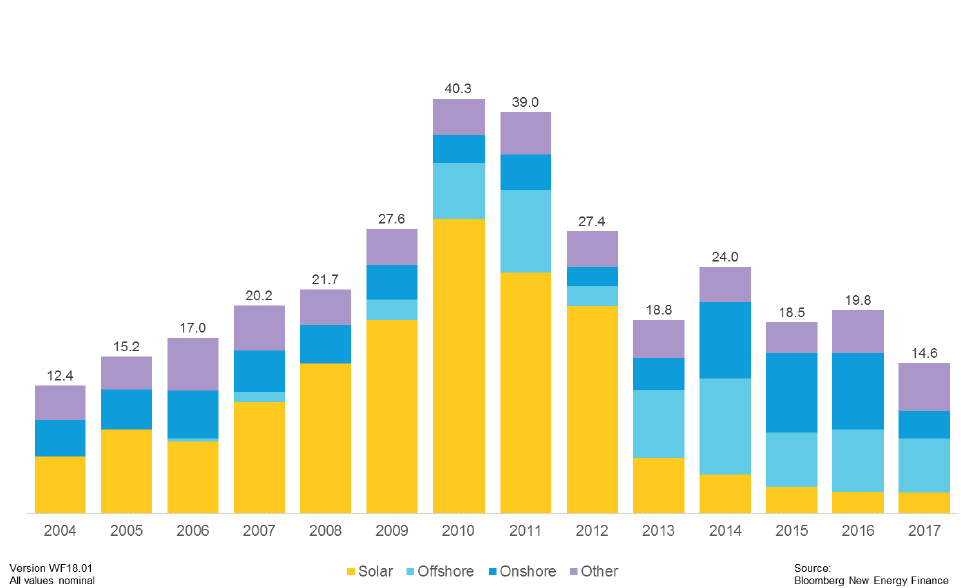 40.3
39.0
27.6
27.4
24.0
21.7
20.2
19.8
18.8
18.5
17.0
15.2
14.6
12.4
2004 2005 2006 2007 2008 2009 2010 2011 2012 2013 2014 2015 2016 2017
Solar Offshore Onshore Other
Version WF18.01
All values nominal
Source:
Bloomberg New Energy Finance